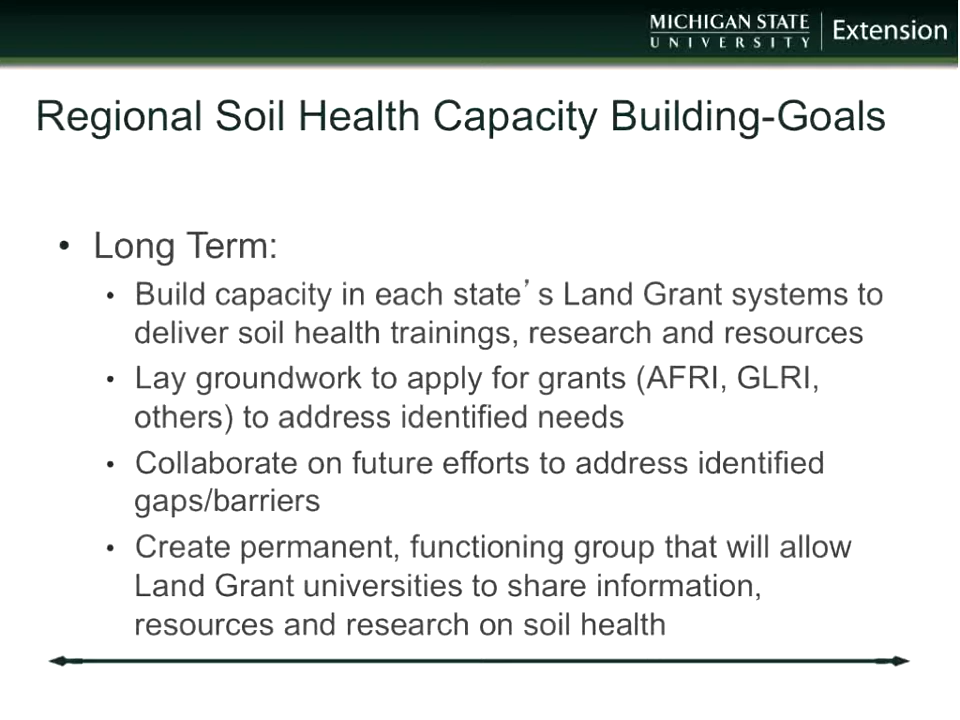 MICHIGAN STATE
UNIVERSITY
Extension
Regional Soil Health Capacity Building-Goals
• Long Term:
• Build capacity in each state’s Land Grant systems to
deliver soil health trainings, research and resources
• Lay groundwork to apply for grants (AFRI, GLRI,
others) to address identified needs
• Collaborate on future efforts to address identified
gaps/barriers
• Create permanent, functioning group that will allow
Land Grant universities to share information,
resources and research on soil health